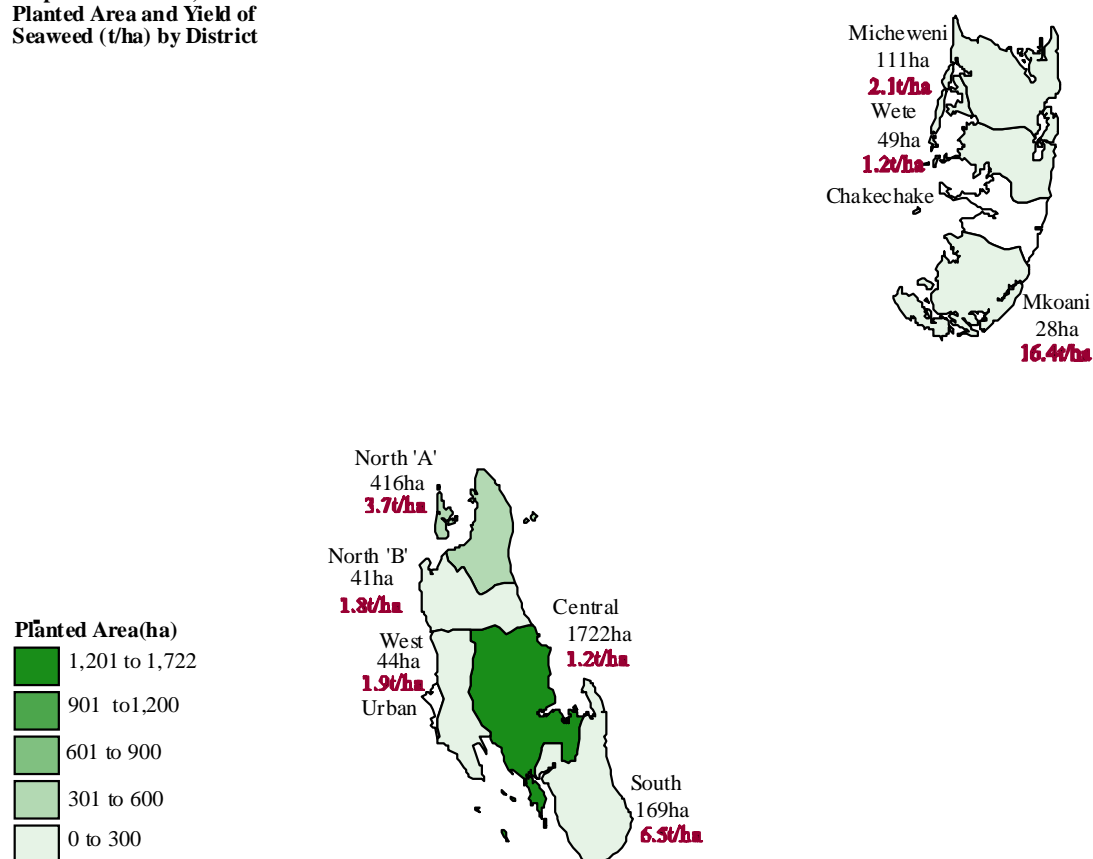 Planted Area and Yield of
Seaweed (t/ha) by District
Micheweni
111ha
2.1t/ha
Wete
49ha
1.2t/ha
Chakechake
Mkoani
28ha
16.4t/ha
North 'A'
416ha
3.7t/ha
North 'B'
41ha
1.8t/ha
Central
1722ha
1.2t/ha
West
44ha
1.9t/ha
Urban
South
169ha
6.5t/ha
Planted Area(ha)
1,201 to 1,722
901 to1,200
601 to 900
301 to 600
0 to 300